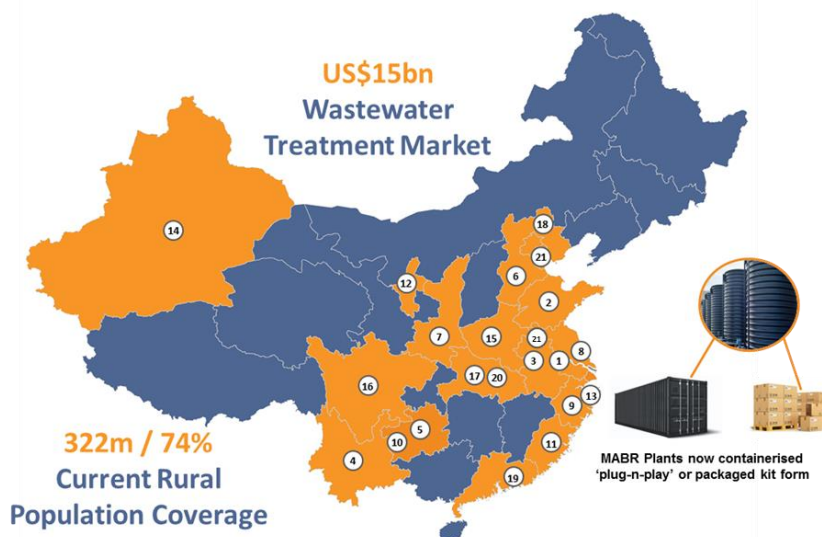 US$15bn
Wastewater
Treatment Market
14
18
21
12
6
2
7
15
21
8
3
1
17
20
16
13
9
5
10
11
4
19
322m / 74%
Current Rural
Population Coverage
MABR Plants now containerised
‘plug-n-play’ or packaged kit form